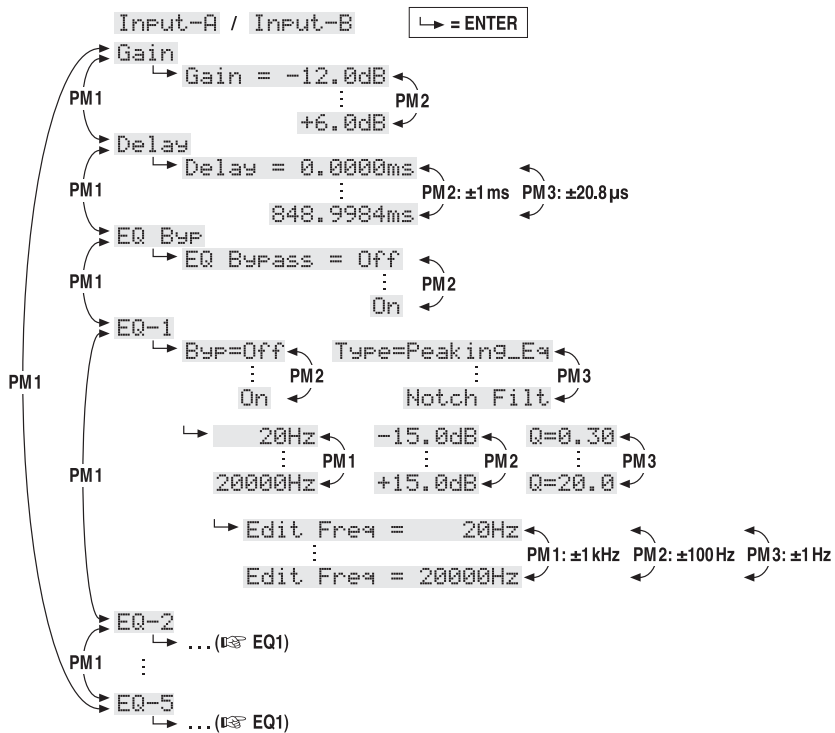 Input-A / Input-B ↳ = ENTER
Gain
↳ Gain = -12.0dB
PM1 ⋮ PM2
+6.0dB
Delay
↳ Delay = 0.0000ms
PM1 ⋮ PM2: ±1 ms PM3: ±20.8 µs
848.9984ms
EQ Byp
↳ EQ Bypass = Off
PM1 ⋮ PM2
On
EQ-1
↳ Byp=Off Type=Peaking_Eq
PM1 ⋮ PM2 ⋮ PM3
On Notch Filt
↳ 20Hz -15.0dB Q=0.30
PM1 ⋮ PM1 ⋮ PM2 ⋮ PM3
20000Hz +15.0dB Q=20.0
↳ Edit Freq = 20Hz
⋮ PM1: ±1 kHz PM2: ±100 Hz PM3: ±1 Hz
Edit Freq = 20000Hz
EQ-2
↳ ...(☞ EQ1)
PM1 ⋮
EQ-5
↳ ...(☞ EQ1)